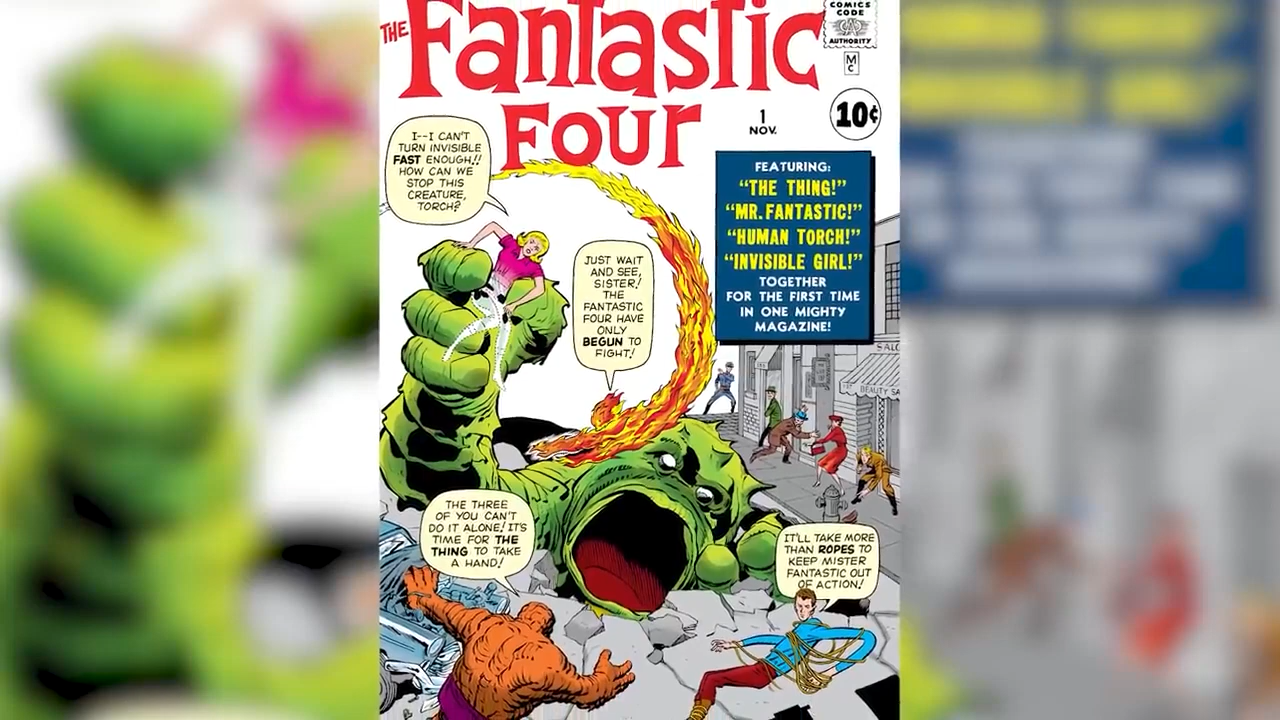 THE
Fantastic
FOUR
COMICS
CODE
AUTHORITY
M
C
1
NOV.
10¢
I--I CAN'T
TURN INVISIBLE
FAST ENOUGH!!
HOW CAN WE
STOP THIS
CREATURE,
TORCH?
FEATURING:
"THE THING!"
"MR. FANTASTIC!"
"HUMAN TORCH!"
"INVISIBLE GIRL!"
TOGETHER
FOR THE FIRST TIME
IN ONE MIGHTY
MAGAZINE!
JUST WAIT
AND SEE,
SISTER!
THE
FANTASTIC
FOUR HAVE
ONLY
BEGUN TO
FIGHT!
BEAUTY SA
THE THREE
OF YOU CAN'T
DO IT ALONE! IT'S
TIME FOR THE
THING TO TAKE
A HAND!
IT'LL TAKE MORE
THAN ROPES TO
KEEP MISTER
FANTASTIC OUT
OF ACTION!